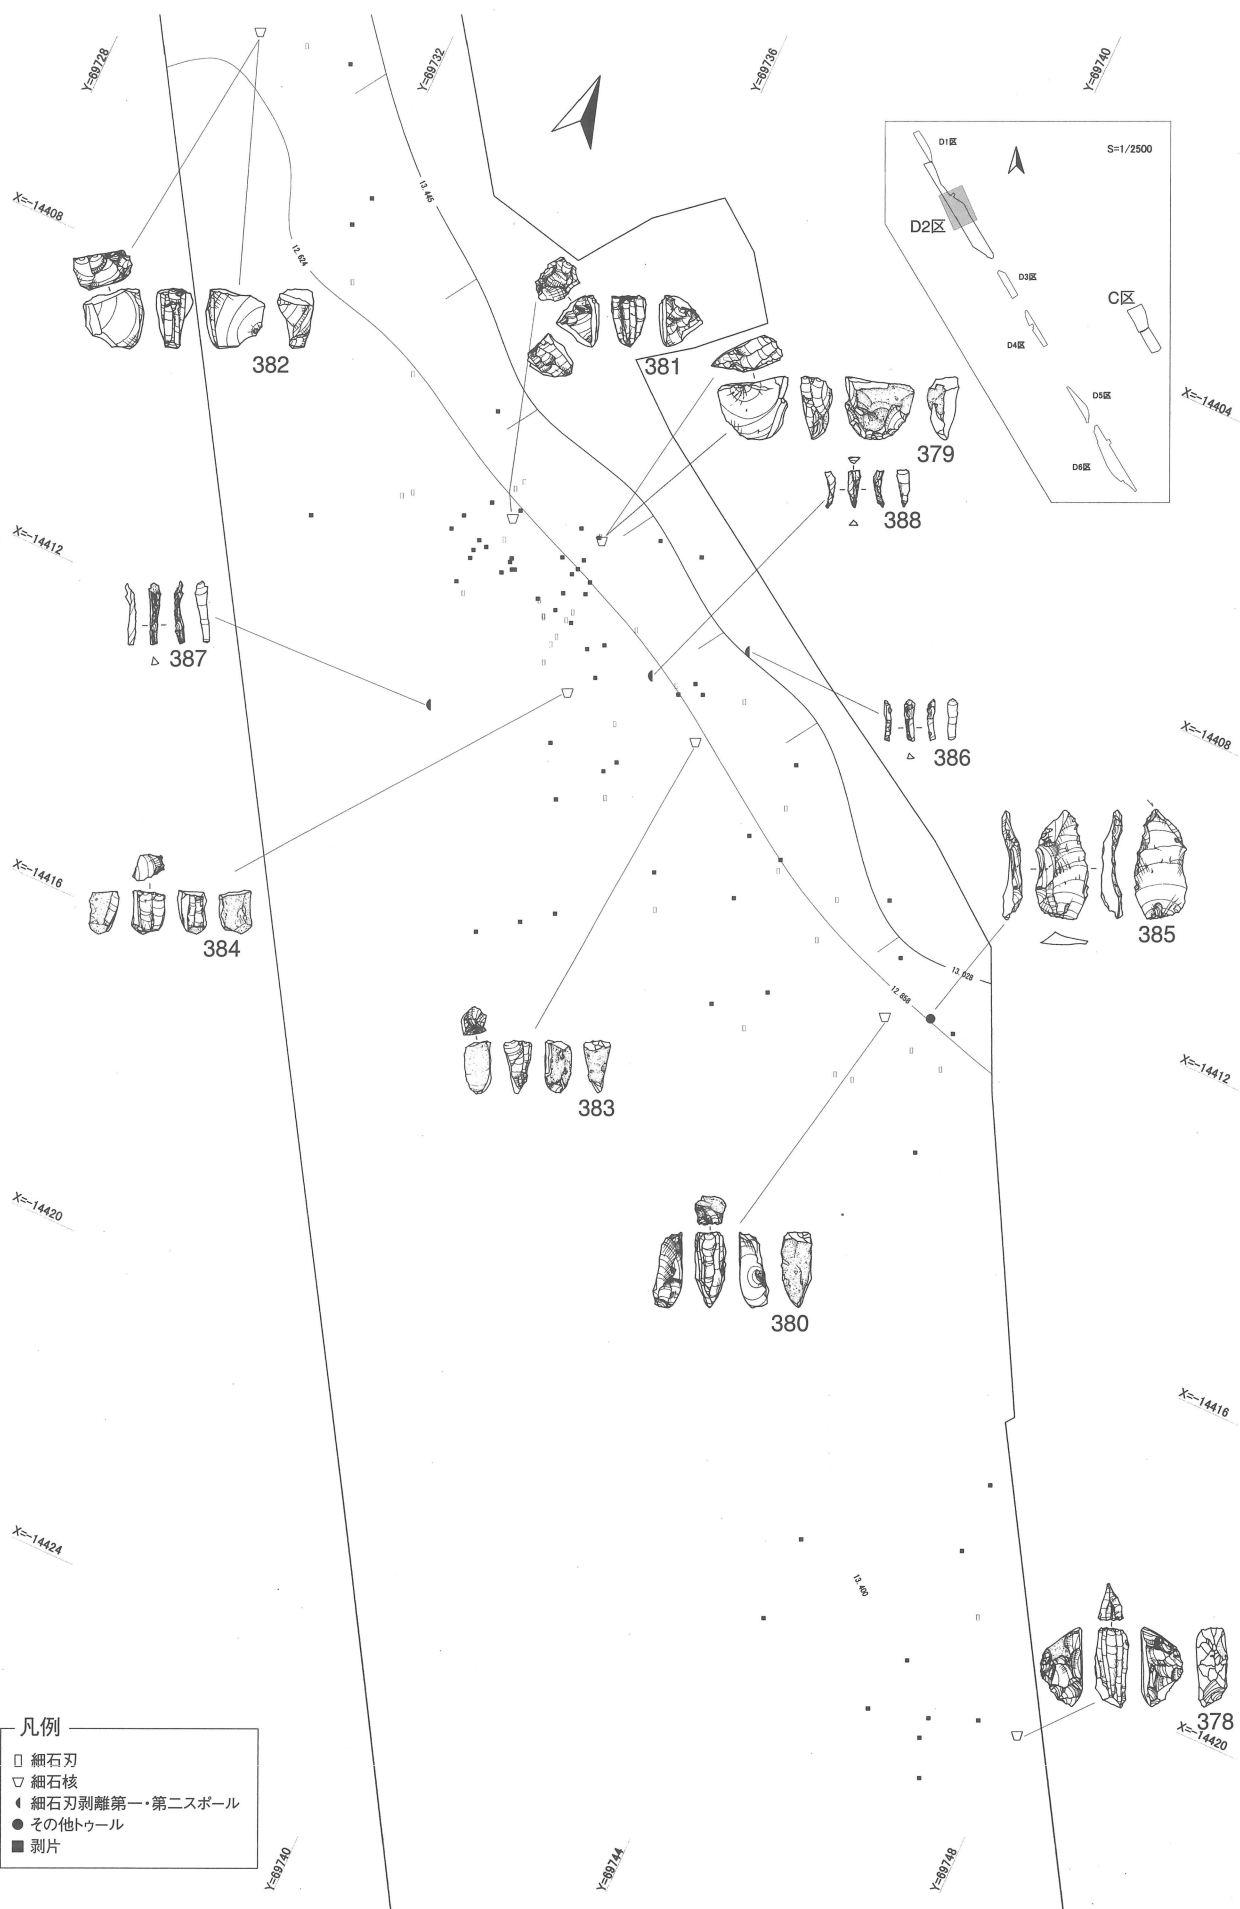 Y=69728
Y=69732
Y=69736
Y=69740
D1区
S=1/2500
X=-14408
13.445
D2区
12.624
D3区
C区
D4区
382
381
X=-14404
D5区
379
D6区
388
X=-14412
387
X=-14408
386
X=-14416
385
384
13.028
12.858
X=-14412
383
X=-14420
380
X=-14416
X=-14424
13.400
378
X=-14420
凡例
細石刃
細石核
細石刃剥離第一・第二スポール
その他トゥール
剥片
Y=69740
Y=69744
Y=69748